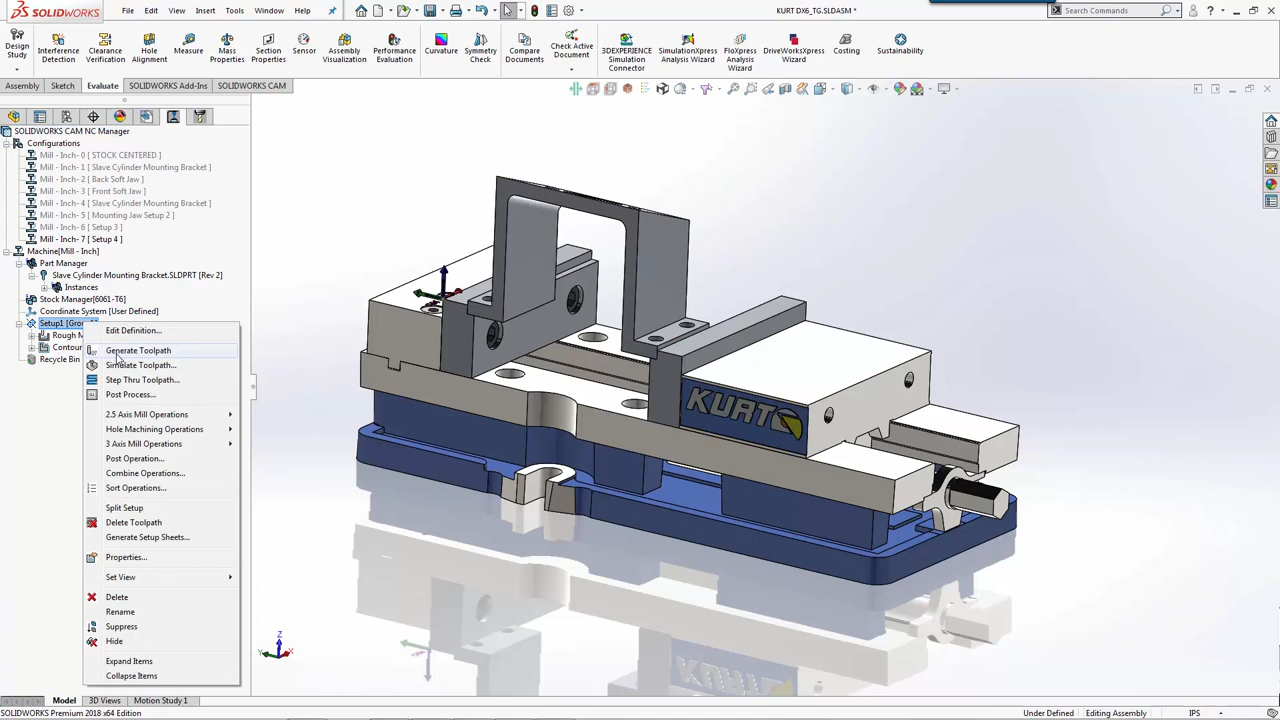 SOLIDWORKS
File
Edit
View
Insert
Tools
SOLIDWORKS
Window
Help
KURT DX6_TG.SLDASM *
Search Commands
Design Study
Interference Detection
Clearance Verification
Hole Alignment
Measure
Mass Properties
Section Properties
Sensor
Assembly Visualization
Performance Evaluation
Curvature
Symmetry Check
Compare Documents
Check Active Document
3DEXPERIENCE Simulation Connector
SimulationXpress Analysis Wizard
FloXpress Analysis Wizard
DriveWorksXpress Wizard
Costing
Sustainability
Assembly
Sketch
Evaluate
SOLIDWORKS Add-Ins
SOLIDWORKS CAM
SOLIDWORKS CAM NC Manager
Configurations
Mill - Inch- 0 [ STOCK CENTERED ]
Mill - Inch- 1 [ Slave Cylinder Mounting Bracket ]
Mill - Inch- 2 [ Back Soft Jaw ]
Mill - Inch- 3 [ Front Soft Jaw ]
Mill - Inch- 4 [ Slave Cylinder Mounting Bracket ]
Mill - Inch- 5 [ Mounting Jaw Setup 2 ]
Mill - Inch- 6 [ Setup 3 ]
Mill - Inch- 7 [ Setup 4 ]
Machine[Mill - Inch]
Part Manager
Slave Cylinder Mounting Bracket.SLDPRT [Rev 2]
Instances
Stock Manager[6061-T6]
Coordinate System [User Defined]
Setup1 [Gro
Rough M
Contou
Recycle Bin
Edit Definition...
Generate Toolpath
Simulate Toolpath...
Step Thru Toolpath...
Post Process...
2.5 Axis Mill Operations
Hole Machining Operations
3 Axis Mill Operations
Post Operation...
Combine Operations...
Sort Operations...
Split Setup
Delete Toolpath
Generate Setup Sheets...
Properties...
Set View
Delete
Rename
Suppress
Hide
Expand Items
Collapse Items
KURT
Z
Y
X
Model
3D Views
Motion Study 1
SOLIDWORKS Premium 2018 x64 Edition
Under Defined
Editing Assembly
IPS